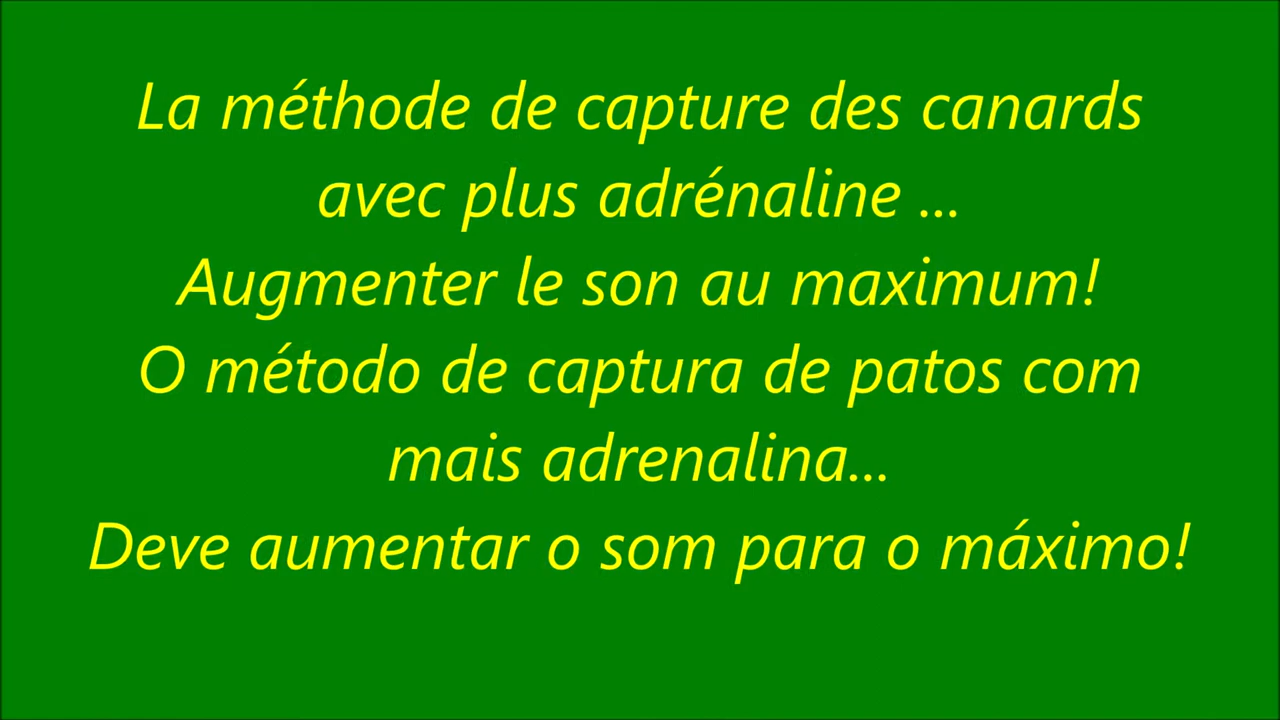 La méthode de capture des canards
avec plus adrénaline ...
Augmenter le son au maximum!
O método de captura de patos com
mais adrenalina...
Deve aumentar o som para o máximo!